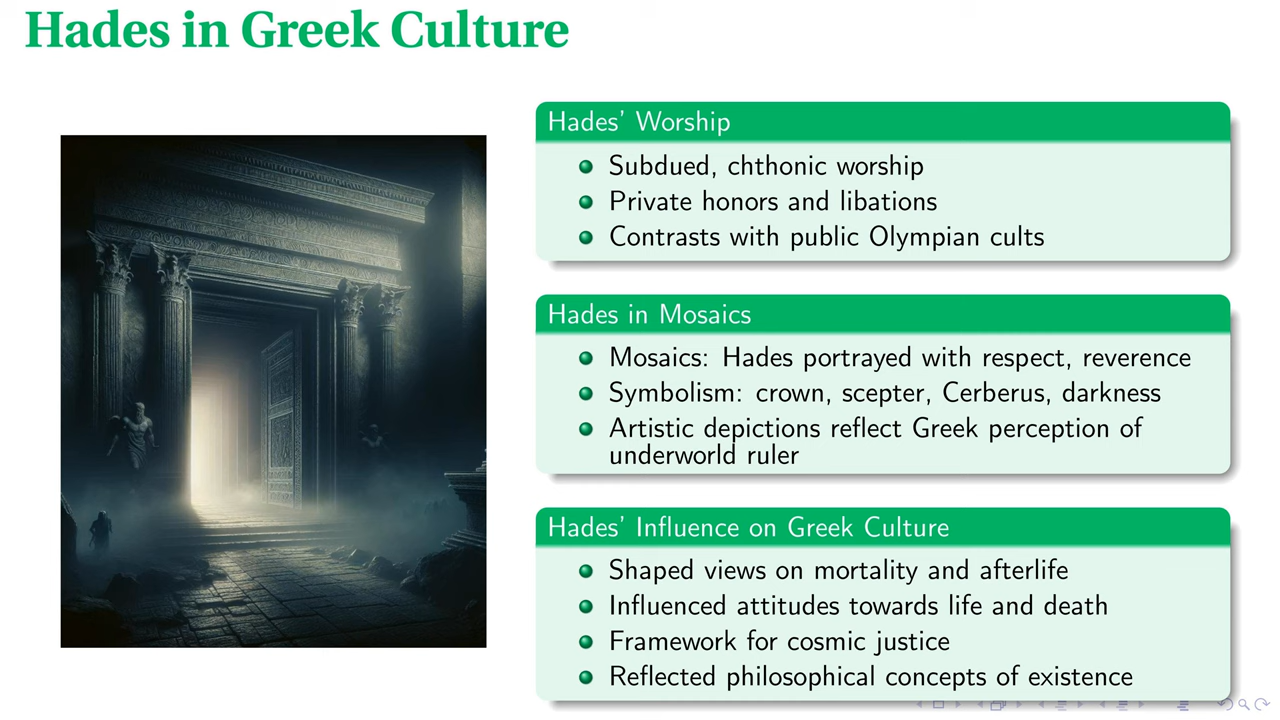 Hades in Greek Culture
Hades' Worship
Subdued, chthonic worship
Private honors and libations
Contrasts with public Olympian cults
Hades in Mosaics
Mosaics: Hades portrayed with respect, reverence
Symbolism: crown, scepter, Cerberus, darkness
Artistic depictions reflect Greek perception of
underworld ruler
Hades' Influence on Greek Culture
Shaped views on mortality and afterlife
Influenced attitudes towards life and death
Framework for cosmic justice
Reflected philosophical concepts of existence